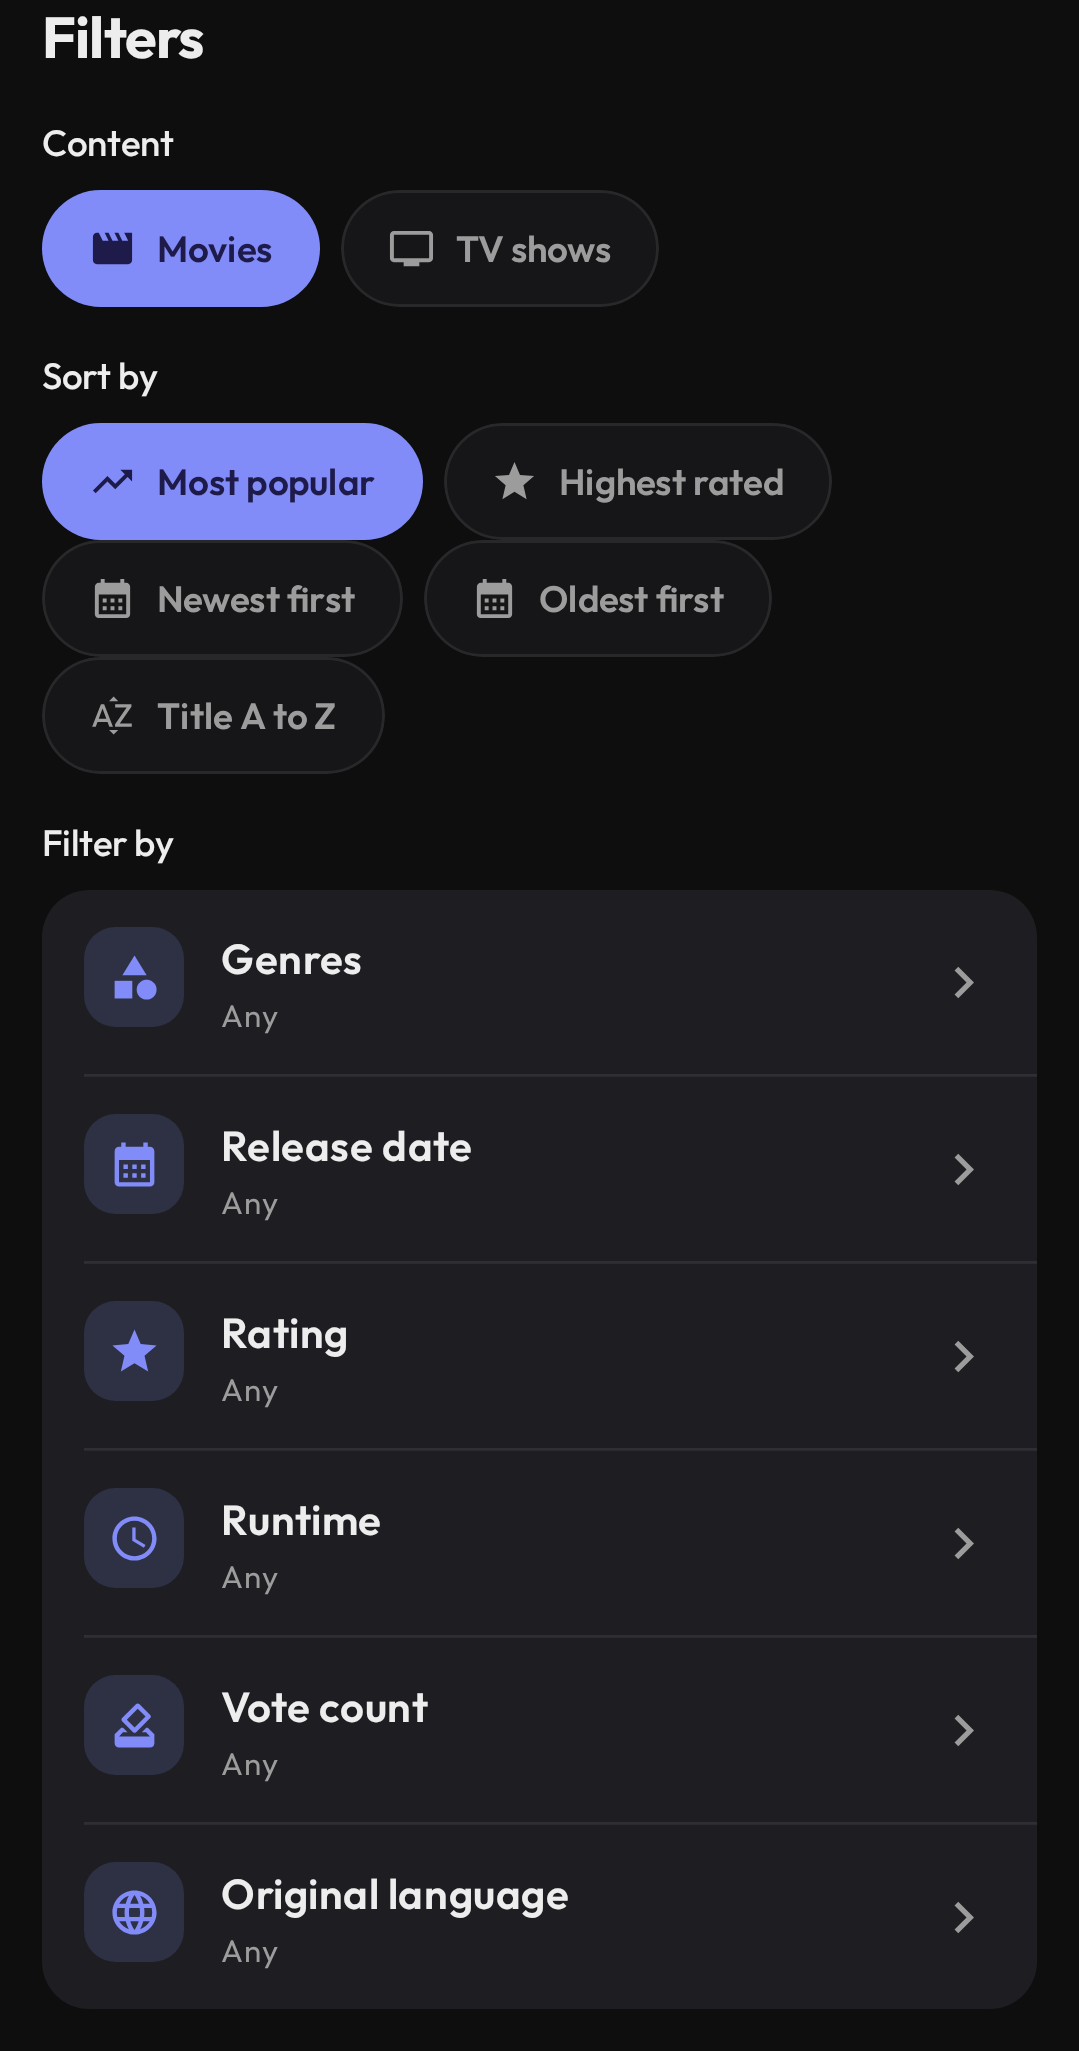 Filters
Content
Movies
TV shows
Sort by
Most popular
Highest rated
Newest first
Oldest first
AZ Title A to Z
Filter by
Genres
Any
Release date
Any
Rating
Any
Runtime
Any
Vote count
Any
Original language
Any